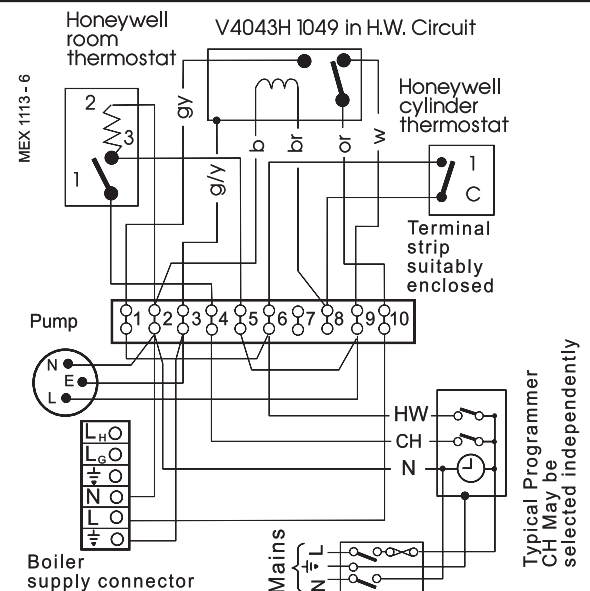 Honeywell
room
thermostat
V4043H 1049 in H.W. Circuit
MEX 1113 - 6
Honeywell
cylinder
thermostat
2
3
1
gy
g/y
b
br
or
w
1
C
Terminal
strip
suitably
enclosed
1 2 3 4 5 6 7 8 9 10
Pump
N
E
L
HW
CH
N
LH
LG
N
L
Typical Programmer
CH May be
selected independently
Boiler
supply connector
Mains
L
N